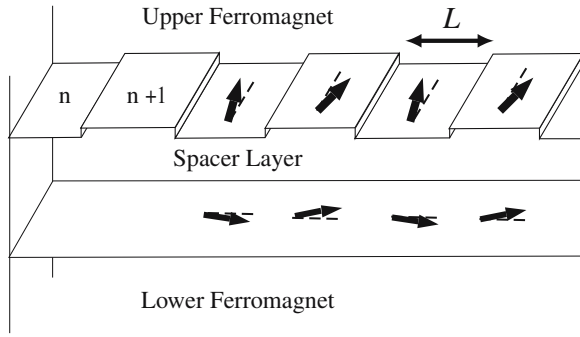 Upper Ferromagnet
L
n
n +1
Spacer Layer
Lower Ferromagnet